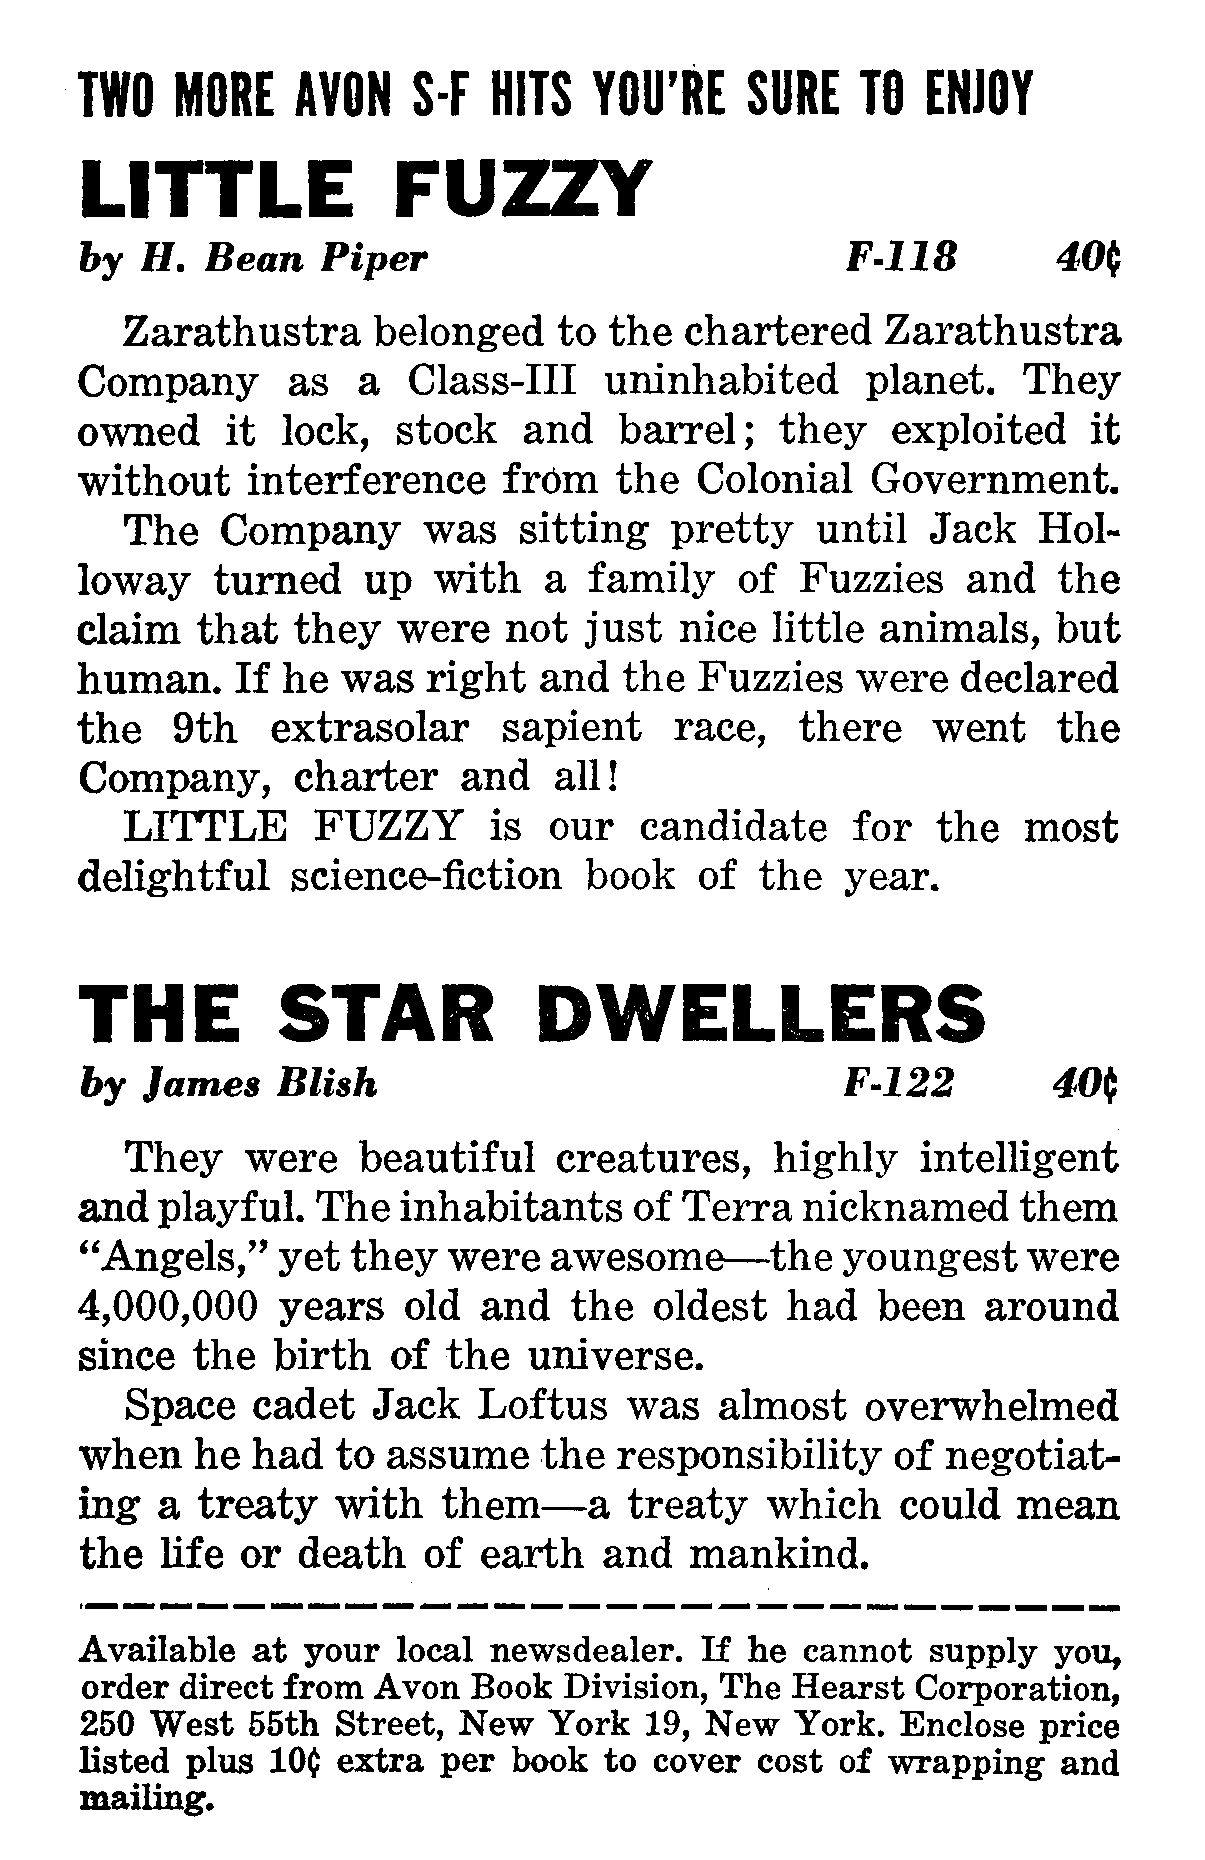 TWO MORE AVON S-F HITS YOU'RE SURE TO ENJOY
LITTLE FUZZY
by H. Bean Piper F-118 40¢
Zarathustra belonged to the chartered Zarathustra
Company as a Class-III uninhabited planet. They
owned it lock, stock and barrel; they exploited it
without interference from the Colonial Government.
The Company was sitting pretty until Jack Hol-
loway turned up with a family of Fuzzies and the
claim that they were not just nice little animals, but
human. If he was right and the Fuzzies were declared
the 9th extrasolar sapient race, there went the
Company, charter and all!
LITTLE FUZZY is our candidate for the most
delightful science-fiction book of the year.
THE STAR DWELLERS
by James Blish F-122 40¢
They were beautiful creatures, highly intelligent
and playful. The inhabitants of Terra nicknamed them
“Angels,” yet they were awesome—the youngest were
4,000,000 years old and the oldest had been around
since the birth of the universe.
Space cadet Jack Loftus was almost overwhelmed
when he had to assume the responsibility of negotiat-
ing a treaty with them—a treaty which could mean
the life or death of earth and mankind.
Available at your local newsdealer. If he cannot supply you,
order direct from Avon Book Division, The Hearst Corporation,
250 West 55th Street, New York 19, New York. Enclose price
listed plus 10¢ extra per book to cover cost of wrapping and
mailing.